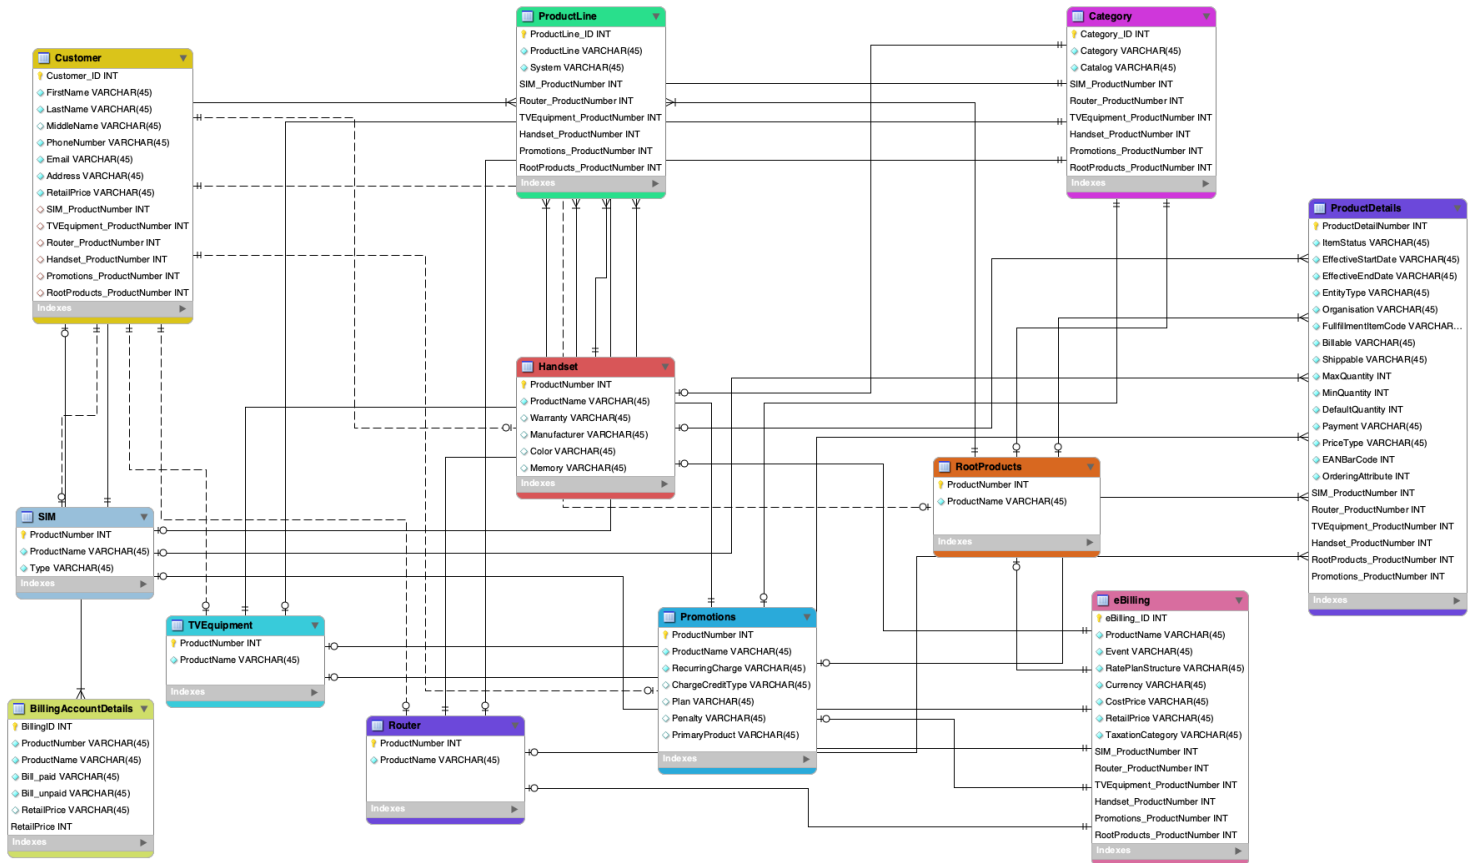 ProductLine
ProductLine_ID INT
ProductLine VARCHAR(45)
System VARCHAR(45)
SIM_ProductNumber INT
Router_ProductNumber INT
TVEquipment_ProductNumber INT
Handset_ProductNumber INT
Promotions_ProductNumber INT
RootProducts_ProductNumber INT
Indexes
Category
Category_ID INT
Category VARCHAR(45)
Catalog VARCHAR(45)
SIM_ProductNumber INT
Router_ProductNumber INT
TVEquipment_ProductNumber INT
Handset_ProductNumber INT
Promotions_ProductNumber INT
RootProducts_ProductNumber INT
Indexes
Customer
Customer_ID INT
FirstName VARCHAR(45)
LastName VARCHAR(45)
MiddleName VARCHAR(45)
PhoneNumber VARCHAR(45)
Email VARCHAR(45)
Address VARCHAR(45)
RetailPrice VARCHAR(45)
SIM_ProductNumber INT
TVEquipment_ProductNumber INT
Router_ProductNumber INT
Handset_ProductNumber INT
Promotions_ProductNumber INT
RootProducts_ProductNumber INT
Indexes
ProductDetails
ProductDetailNumber INT
ItemStatus VARCHAR(45)
EffectiveStartDate VARCHAR(45)
EffectiveEndDate VARCHAR(45)
EntityType VARCHAR(45)
Organisation VARCHAR(45)
FullfillmentItemCode VARCHAR...
Billable VARCHAR(45)
Shippable VARCHAR(45)
MaxQuantity INT
MinQuantity INT
DefaultQuantity INT
Payment VARCHAR(45)
PriceType VARCHAR(45)
EANBarCode INT
OrderingAttribute INT
SIM_ProductNumber INT
Router_ProductNumber INT
TVEquipment_ProductNumber INT
Handset_ProductNumber INT
RootProducts_ProductNumber INT
Promotions_ProductNumber INT
Indexes
Handset
ProductNumber INT
ProductName VARCHAR(45)
Warranty VARCHAR(45)
Manufacturer VARCHAR(45)
Color VARCHAR(45)
Memory VARCHAR(45)
Indexes
RootProducts
ProductNumber INT
ProductName VARCHAR(45)
Indexes
SIM
ProductNumber INT
ProductName VARCHAR(45)
Type VARCHAR(45)
Indexes
TVEquipment
ProductNumber INT
ProductName VARCHAR(45)
Indexes
Promotions
ProductNumber INT
ProductName VARCHAR(45)
RecurringCharge VARCHAR(45)
ChargeCreditType VARCHAR(45)
Plan VARCHAR(45)
Penalty VARCHAR(45)
PrimaryProduct VARCHAR(45)
Indexes
eBilling
eBilling_ID INT
ProductName VARCHAR(45)
Event VARCHAR(45)
RatePlanStructure VARCHAR(45)
Currency VARCHAR(45)
CostPrice VARCHAR(45)
RetailPrice VARCHAR(45)
TaxationCategory VARCHAR(45)
SIM_ProductNumber INT
Router_ProductNumber INT
TVEquipment_ProductNumber INT
Handset_ProductNumber INT
Promotions_ProductNumber INT
RootProducts_ProductNumber INT
Indexes
BillingAccountDetails
BillingID INT
ProductNumber VARCHAR(45)
ProductName VARCHAR(45)
Bill_paid VARCHAR(45)
Bill_unpaid VARCHAR(45)
RetailPrice VARCHAR(45)
RetailPrice INT
Indexes
Router
ProductNumber INT
ProductName VARCHAR(45)
Indexes